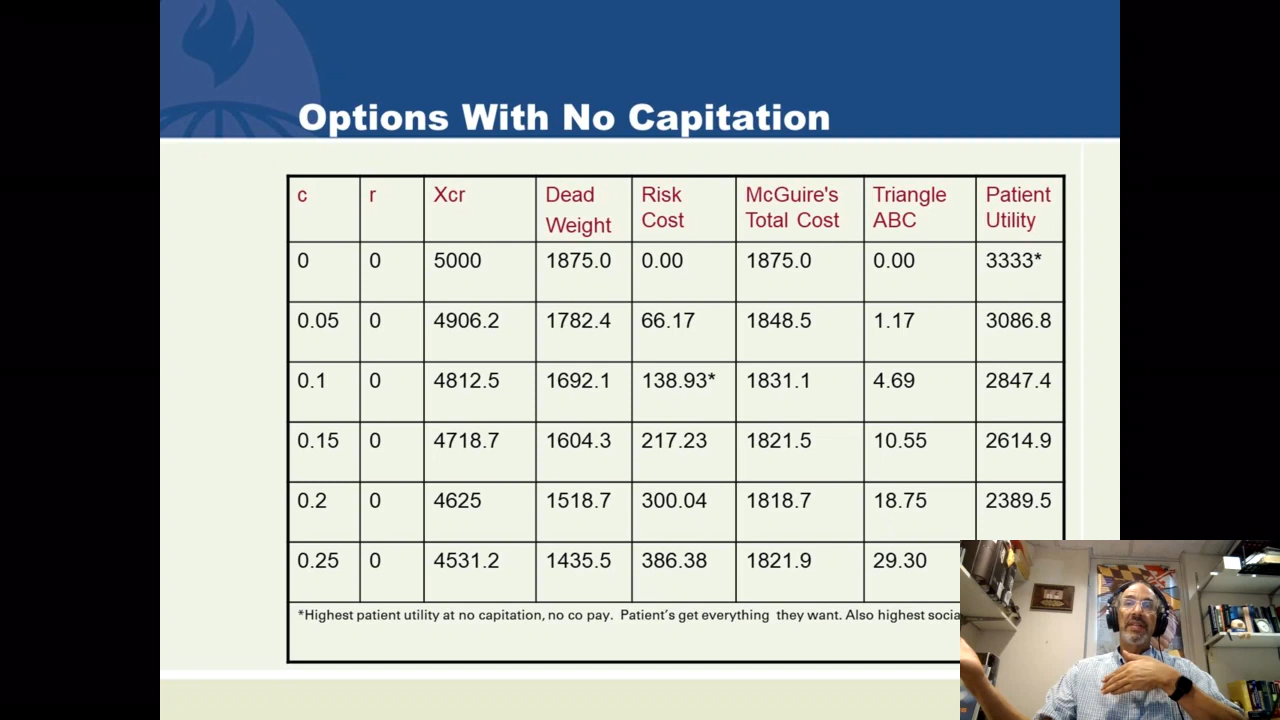 Options With No Capitation
c r Xcr Dead Weight Risk Cost McGuire's Total Cost Triangle ABC Patient Utility
0 0 5000 1875.0 0.00 1875.0 0.00 3333*
0.05 0 4906.2 1782.4 66.17 1848.5 1.17 3086.8
0.1 0 4812.5 1692.1 138.93* 1831.1 4.69 2847.4
0.15 0 4718.7 1604.3 217.23 1821.5 10.55 2614.9
0.2 0 4625 1518.7 300.04 1818.7 18.75 2389.5
0.25 0 4531.2 1435.5 386.38 1821.9 29.30
*Highest patient utility at no capitation, no co pay. Patient's get everything they want. Also highest